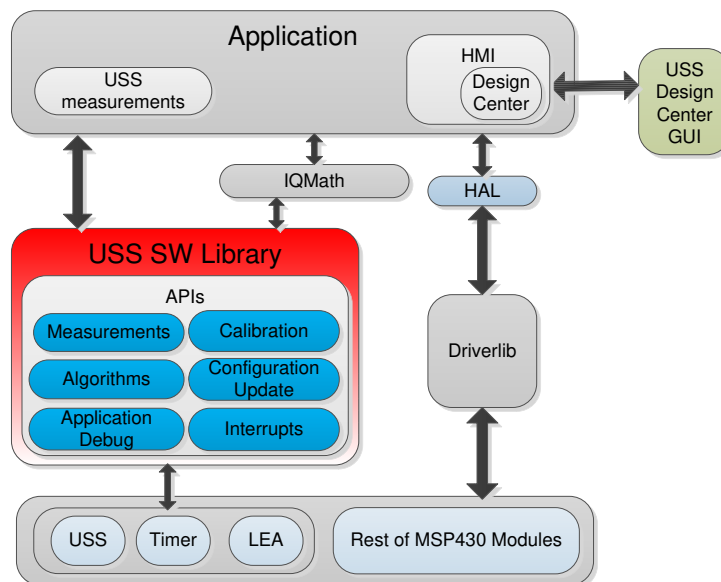 Application
USS
measurements
HMI
Design
Center
USS
Design
Center
GUI
IQMath
HAL
USS SW Library
APIs
Measurements
Calibration
Algorithms
Configuration
Update
Application
Debug
Interrupts
Driverlib
USS
Timer
LEA
Rest of MSP430 Modules